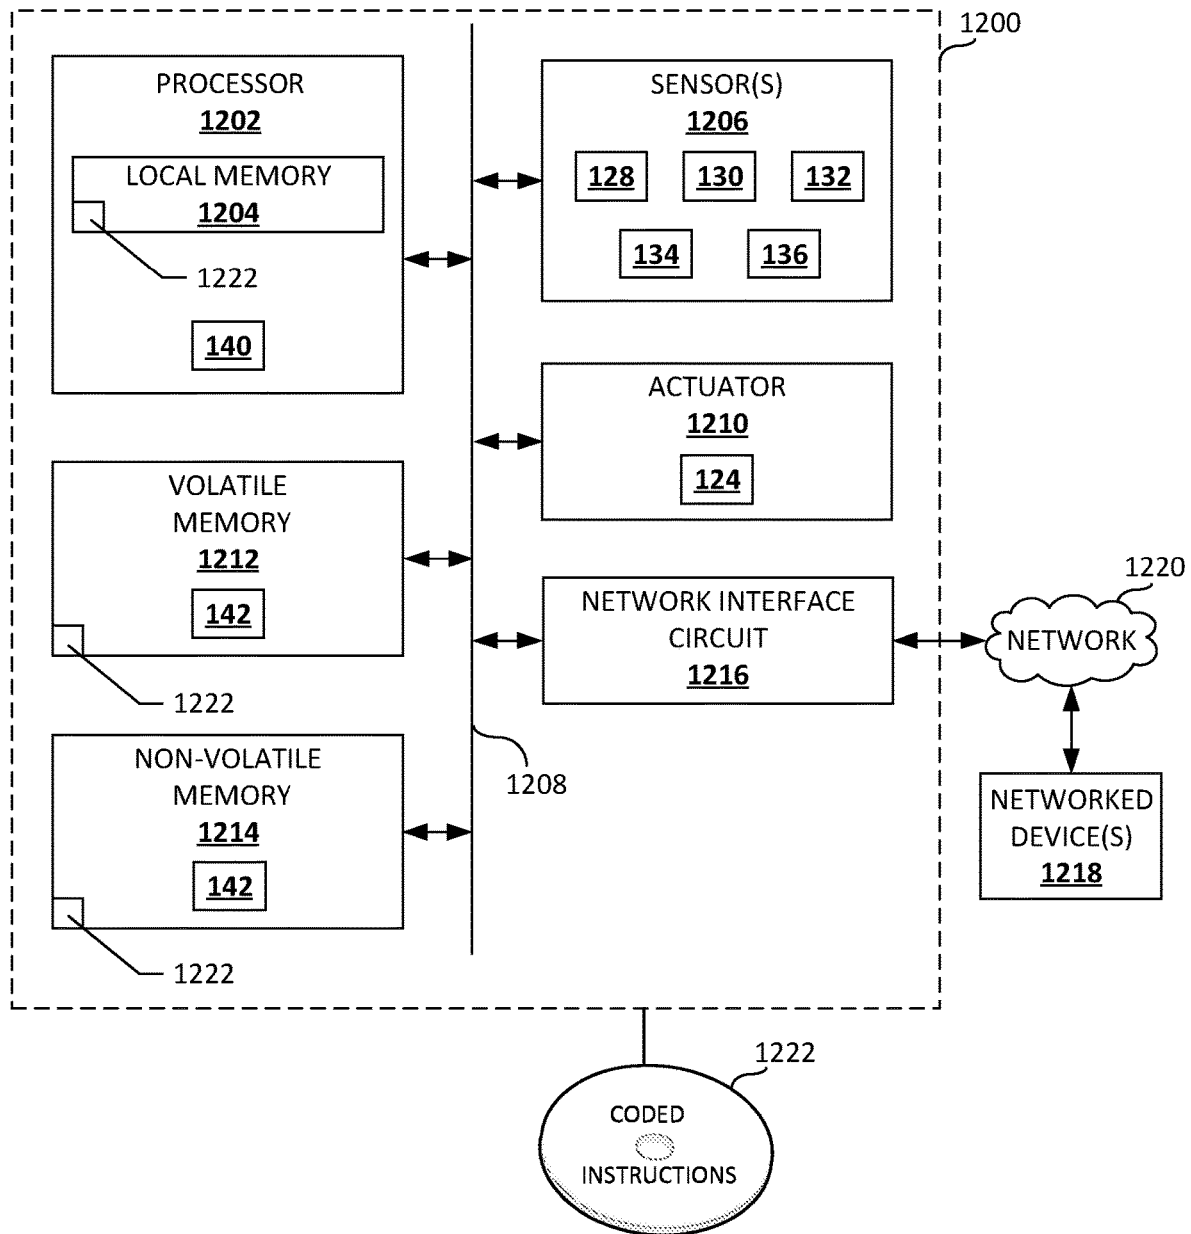 1200
PROCESSOR
1202
LOCAL MEMORY
1204
1222
140
SENSOR(S)
1206
128 130 132
134 136
ACTUATOR
1210
124
VOLATILE
MEMORY
1212
142
1222
NETWORK INTERFACE
CIRCUIT
1216
1220
NETWORK
NON-VOLATILE
MEMORY
1214
142
1222
1208
NETWORKED
DEVICE(S)
1218
1222
CODED
INSTRUCTIONS